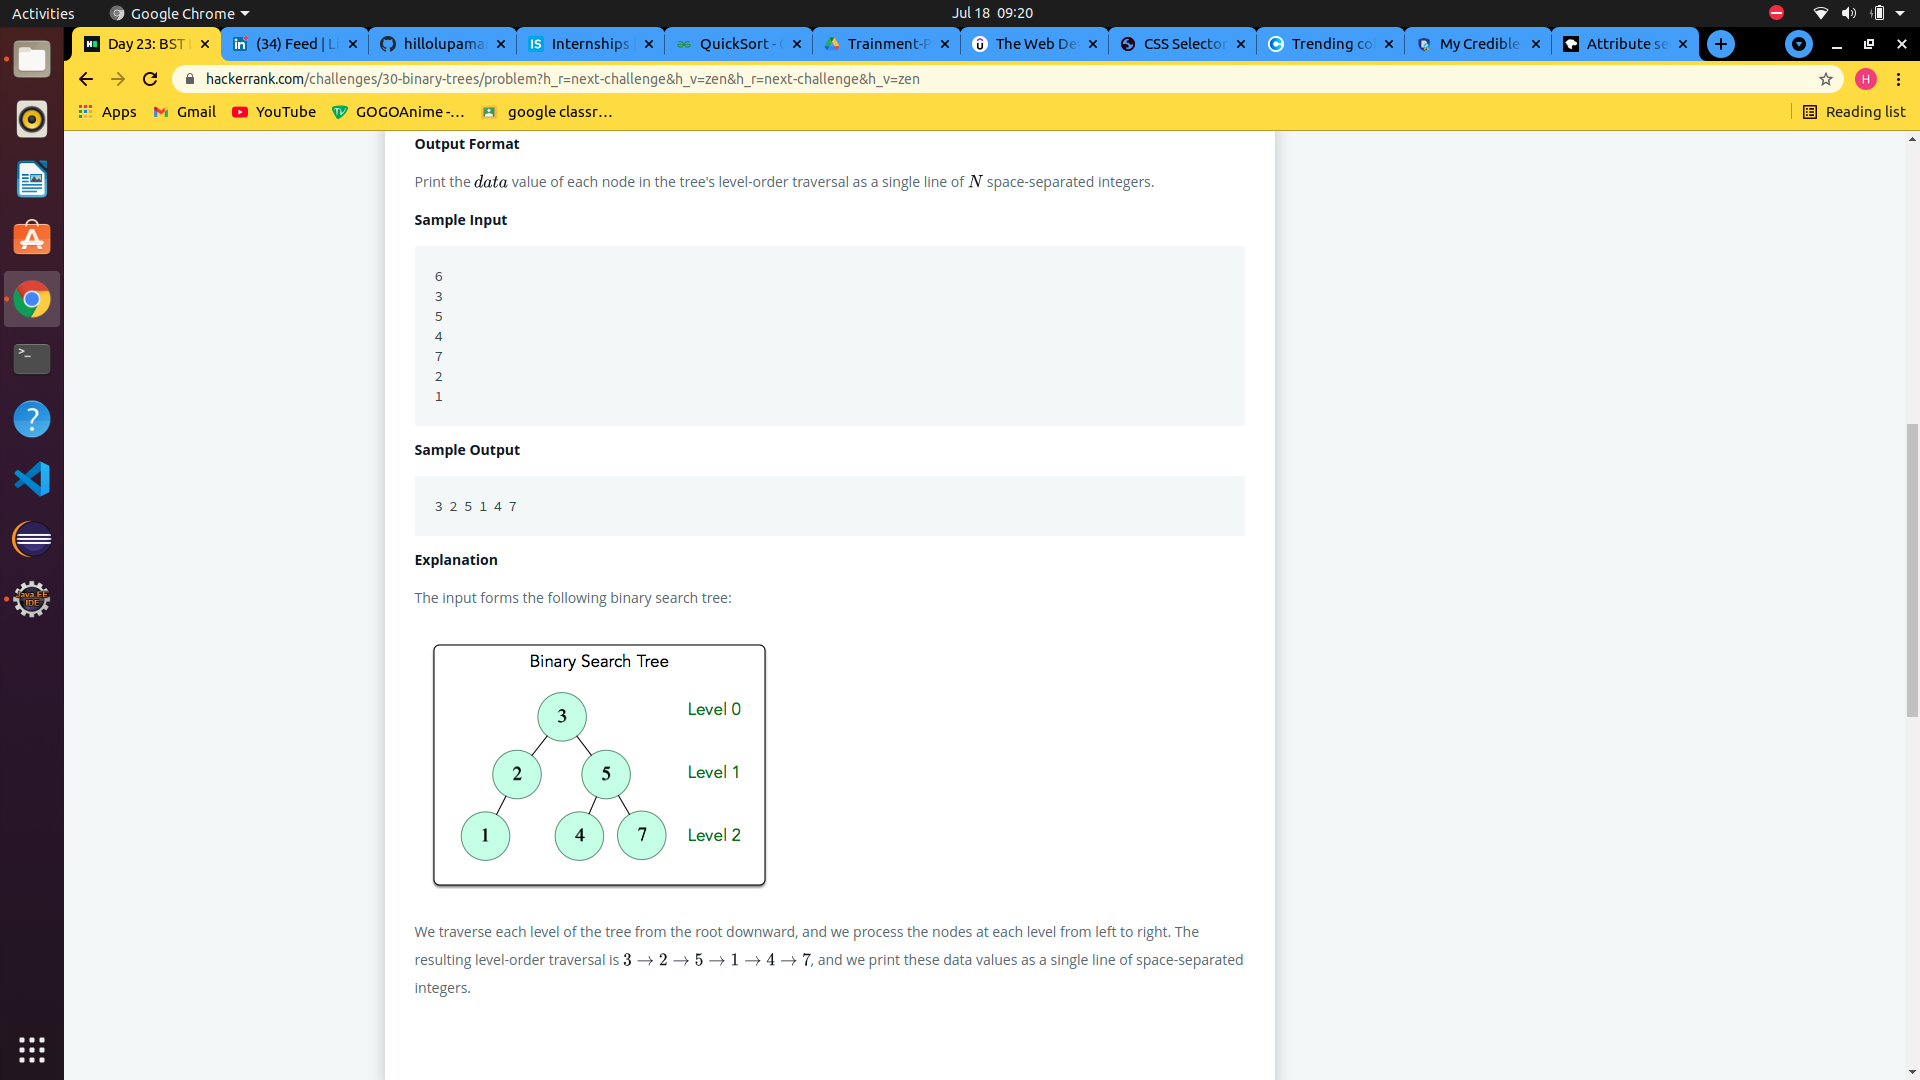 Activities
Google Chrome
Jul 18 09:20
Day 23: BST
(34) Feed | Li
hillolupama
IS Internships
QuickSort -
Trainment-P
The Web De
CSS Selector
Trending co
My Credible
Attribute se
hackerrank.com/challenges/30-binary-trees/problem?h_r=next-challenge&h_v=zen&h_r=next-challenge&h_v=zen
H
Apps
Gmail
YouTube
GOGOAnime -...
google classr...
Reading list
Output Format
Print the data value of each node in the tree's level-order traversal as a single line of N space-separated integers.
Sample Input
6
3
5
4
7
2
1
Sample Output
3 2 5 1 4 7
Explanation
The input forms the following binary search tree:
Binary Search Tree
3 Level 0
2 5 Level 1
1 4 7 Level 2
We traverse each level of the tree from the root downward, and we process the nodes at each level from left to right. The
resulting level-order traversal is 3 → 2 → 5 → 1 → 4 → 7, and we print these data values as a single line of space-separated
integers.
Java EE
IDE